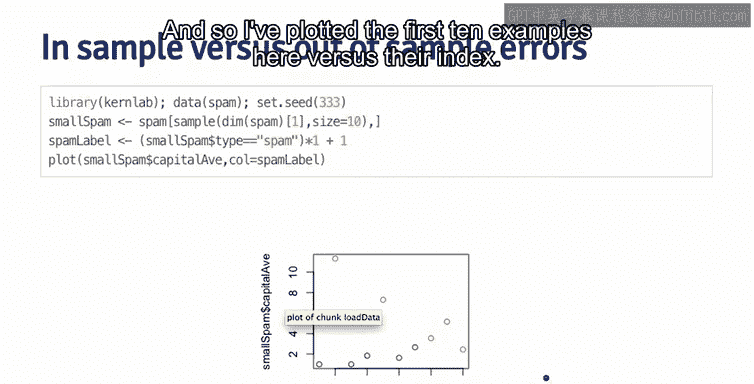 And so I've plotted the first ten examples
here versus their index.
In sample versus out of sample errors
library(kernlab); data(spam); set.seed(333)
smallSpam <- spam[sample(dim(spam)[1],size=10),]
spamLabel <- (smallSpam$type=="spam")*1 + 1
plot(smallSpam$capitalAve,col=spamLabel)
smallSpam$capitalAve
10
8
plot of chunk loadData
4
2